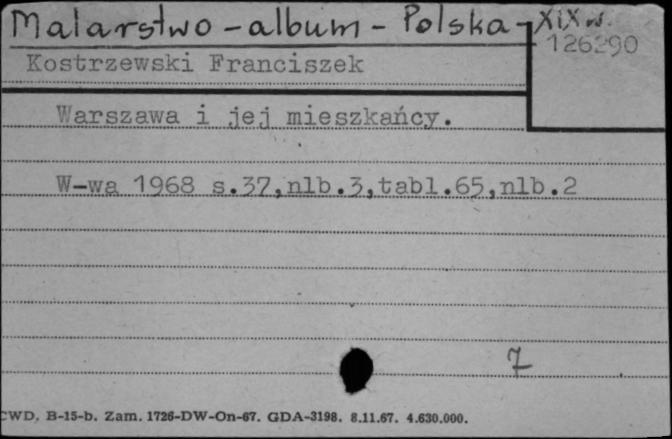 Malarstwo - album - Polska - XIX w.
126290
Kostrzewski Franciszek
Warszawa i jej mieszkańcy.
W-wa 1968 s.37,nlb.3,tabl.65,nlb.2
7
CWD. B-15-b. Zam. 1726-DW-On-67. GDA-3198. 8.11.67. 4.630.000.